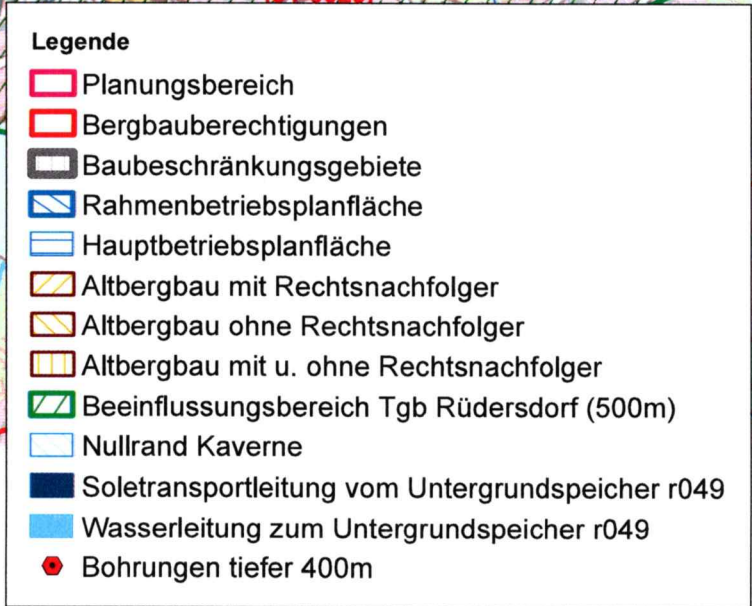 Legende
Planungsbereich
Bergbauberechtigungen
Baubeschränkungsgebiete
Rahmenbetriebsplanfläche
Hauptbetriebsplanfläche
Altbergbau mit Rechtsnachfolger
Altbergbau ohne Rechtsnachfolger
Altbergbau mit u. ohne Rechtsnachfolger
Beeinflussungsbereich Tgb Rüdersdorf (500m)
Nullrand Kaverne
Soletransportleitung vom Untergrundspeicher r049
Wasserleitung zum Untergrundspeicher r049
Bohrungen tiefer 400m